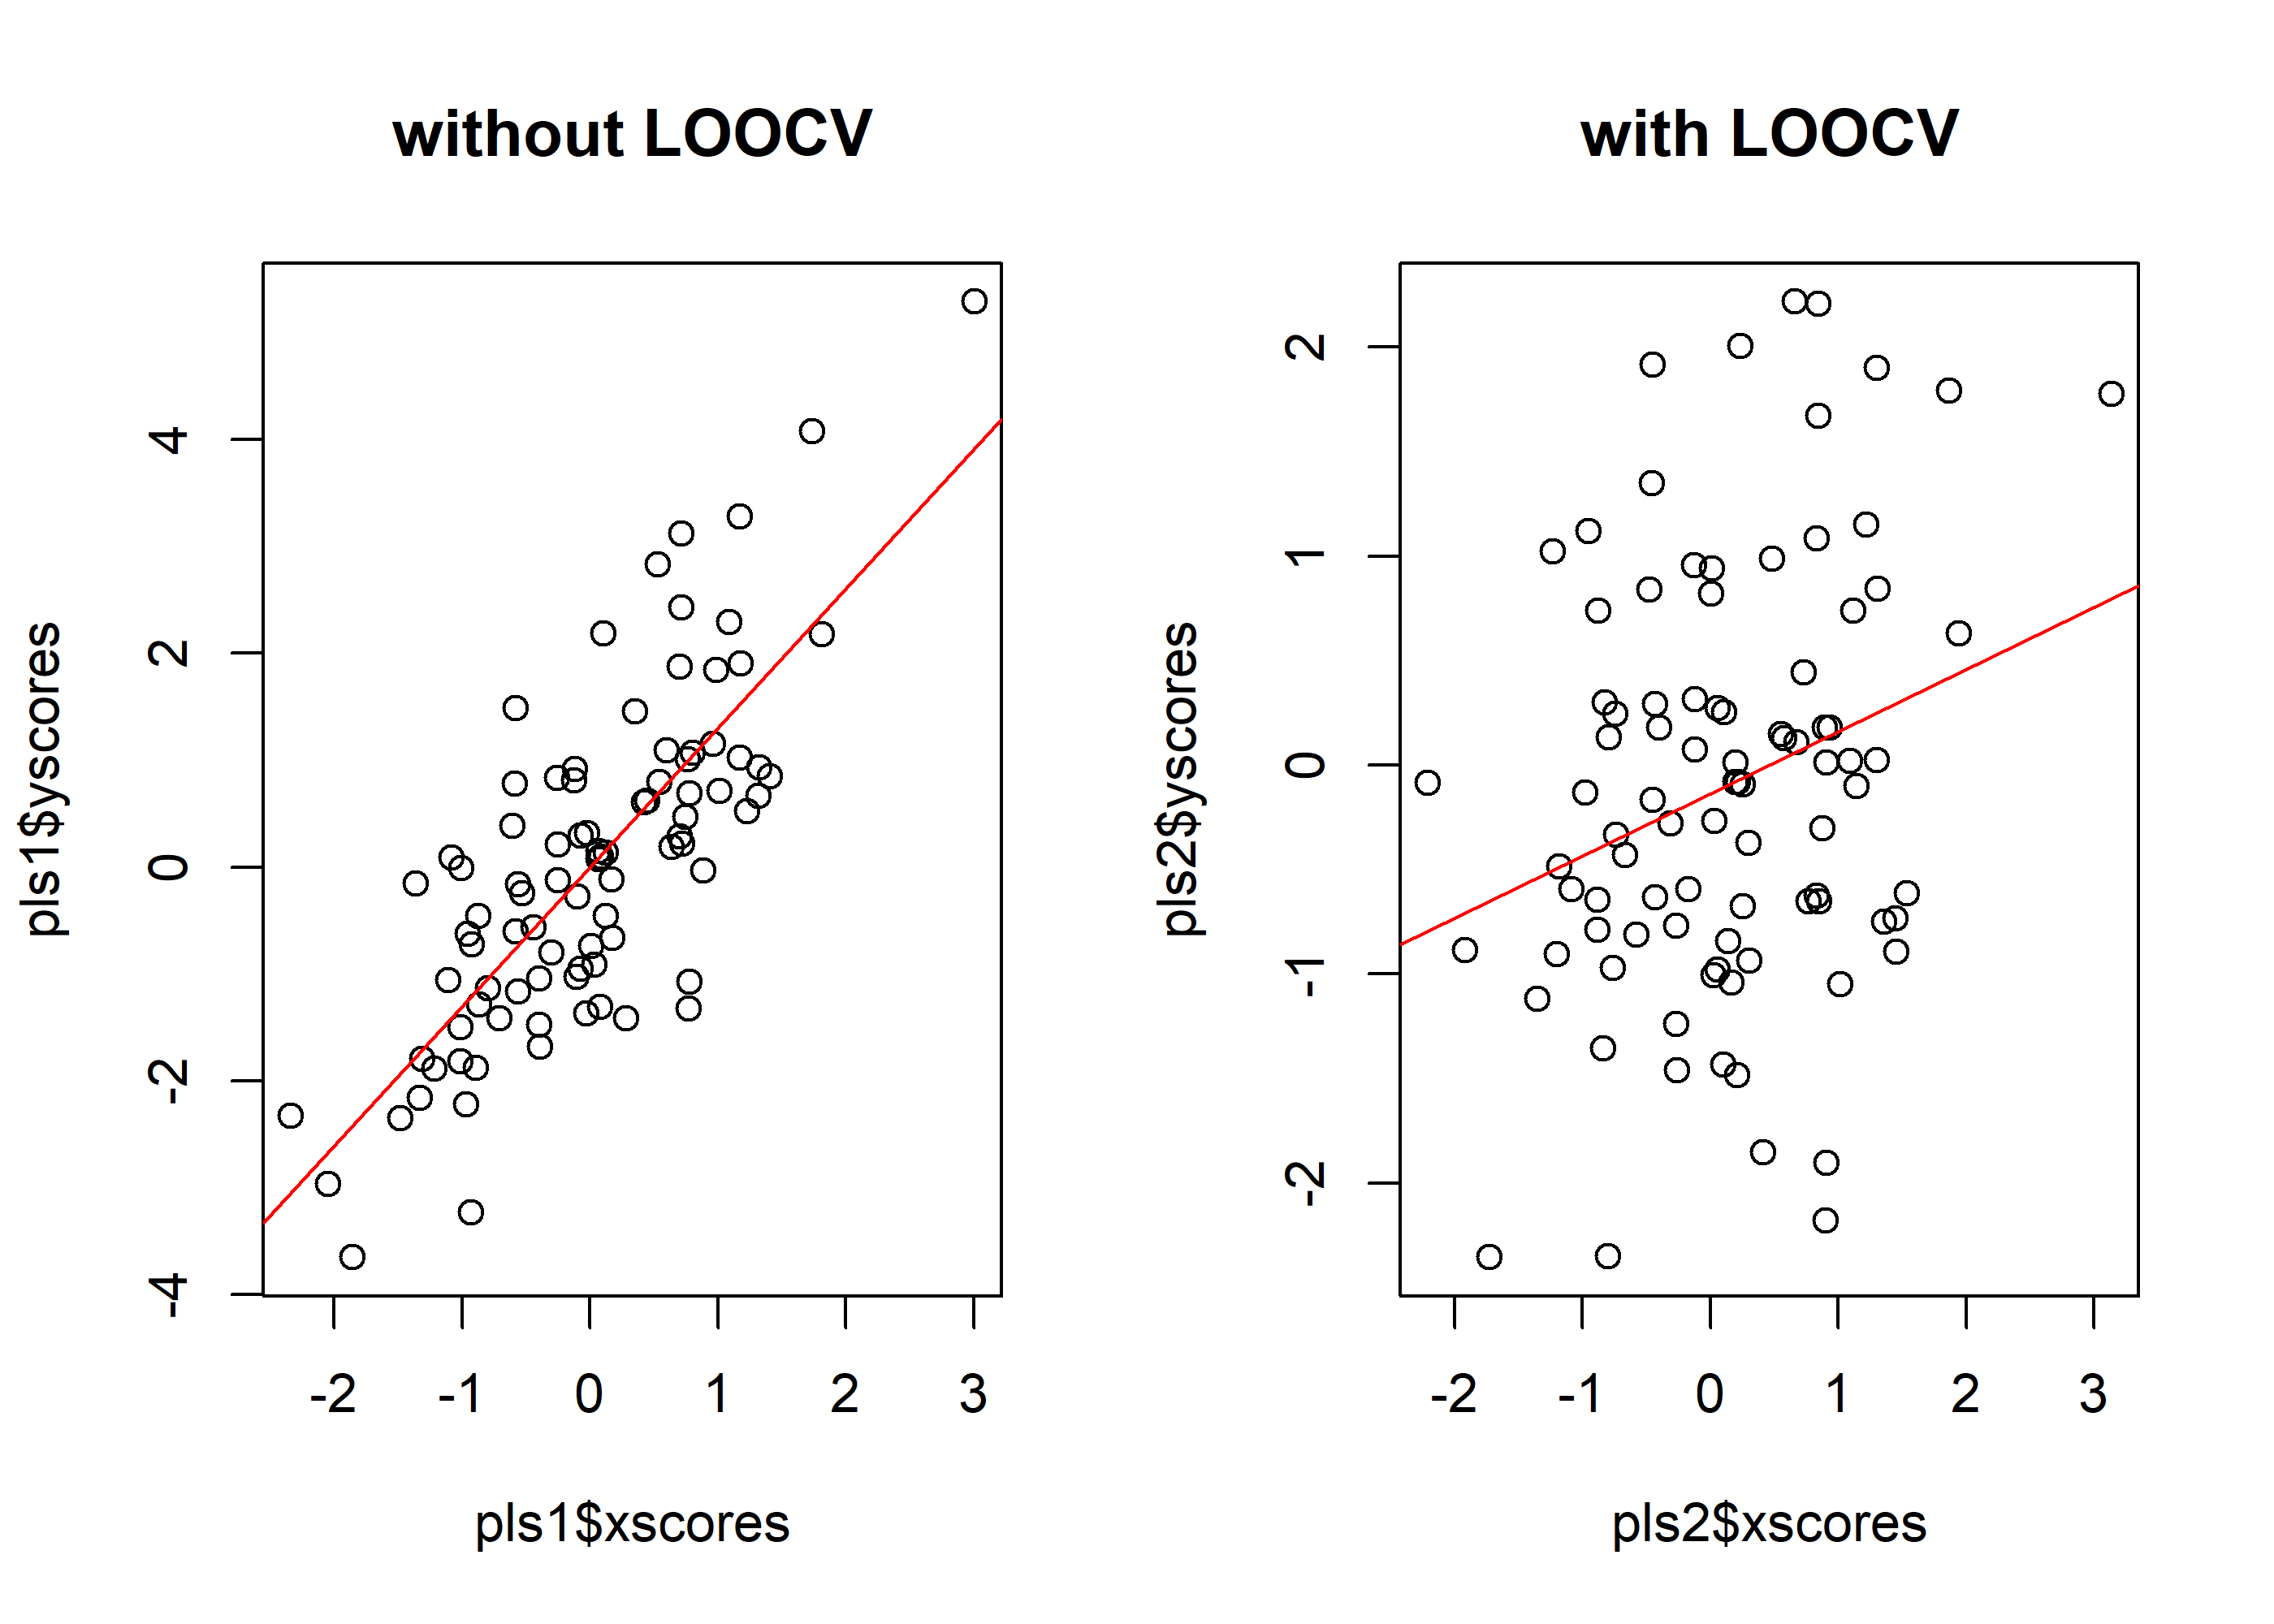 without LOOCV
pls1$yscores
4
2
0
-2
-4
-2 -1 0 1 2 3
pls1$xscores
with LOOCV
pls2$yscores
2
1
0
-1
-2
-2 -1 0 1 2 3
pls2$xscores